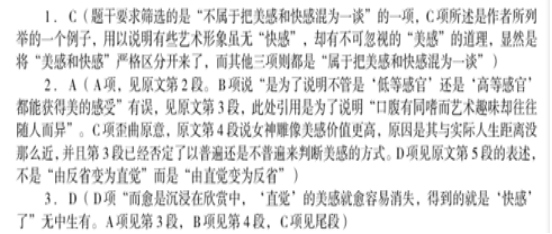 1. C（题干要求筛选的是“不属于把美感和快感混为一谈”的一项，C项所述是作者所列
举的一个例子，用以说明有些艺术形象虽无“快感”，却有不可忽视的“美感”的道理，显然是
将“美感和快感”严格区分开来了，而其他三项则都是“属于把美感和快感混为一谈”）
2. A（A项，见原文第2段。B项说“是为了说明不管是‘低等感官’还是‘高等感官’
都能获得美的感受”有误，见原文第3段，此处引用是为了说明“口腹有同嗜而艺术趣味却往往
随人而异”。C项歪曲原意，原文第4段说女神雕像美感价值更高，原因是其与实际人生距离没
那么近，并且第3段已经否定了以普遍还是不普遍来判断美感的方式。D项见原文第5段的表述，
不是“由反省变为直觉”而是“由直觉变为反省”）
3. D（D项“而愈是沉浸在欣赏中，‘直觉’的美感就愈容易消失，得到的就是‘快感’
了”无中生有。A项见第3段，B项见第4段，C项见尾段）